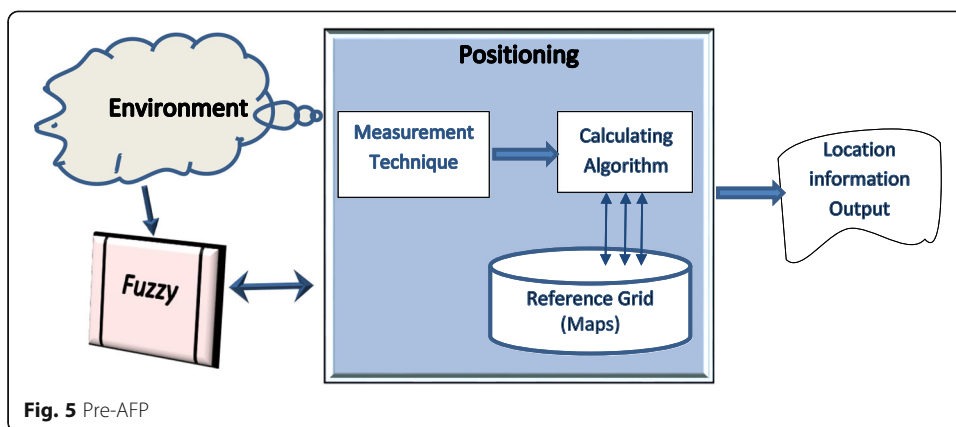 Positioning
Environment
Measurement
Technique
Calculating
Algorithm
Location
information
Output
Fuzzy
Reference Grid
(Maps)
Fig. 5 Pre-AFP